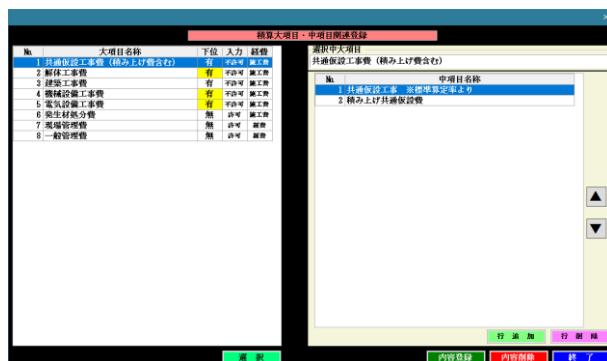 積算大項目・中項目関連登録
No. 大項目名称 下位 入力 経費
1 共通仮設工事費（積み上げ費含む） 有 不許可 施工費
2 解体工事費 有 不許可 施工費
3 建築工事費 有 不許可 施工費
4 機械設備工事費 有 不許可 施工費
5 電気設備工事費 有 不許可 施工費
6 発生材処分費 無 許可 施工費
7 現場管理費 無 許可 経費
8 一般管理費 無 許可 経費
選択
選択中大項目
共通仮設工事費（積み上げ費含む）
No. 中項目名称
1 共通仮設工事 ※標準算定率より
2 積み上げ共通仮設費
▲
▼
行追加 行削除
内容登録 内容削除 終了